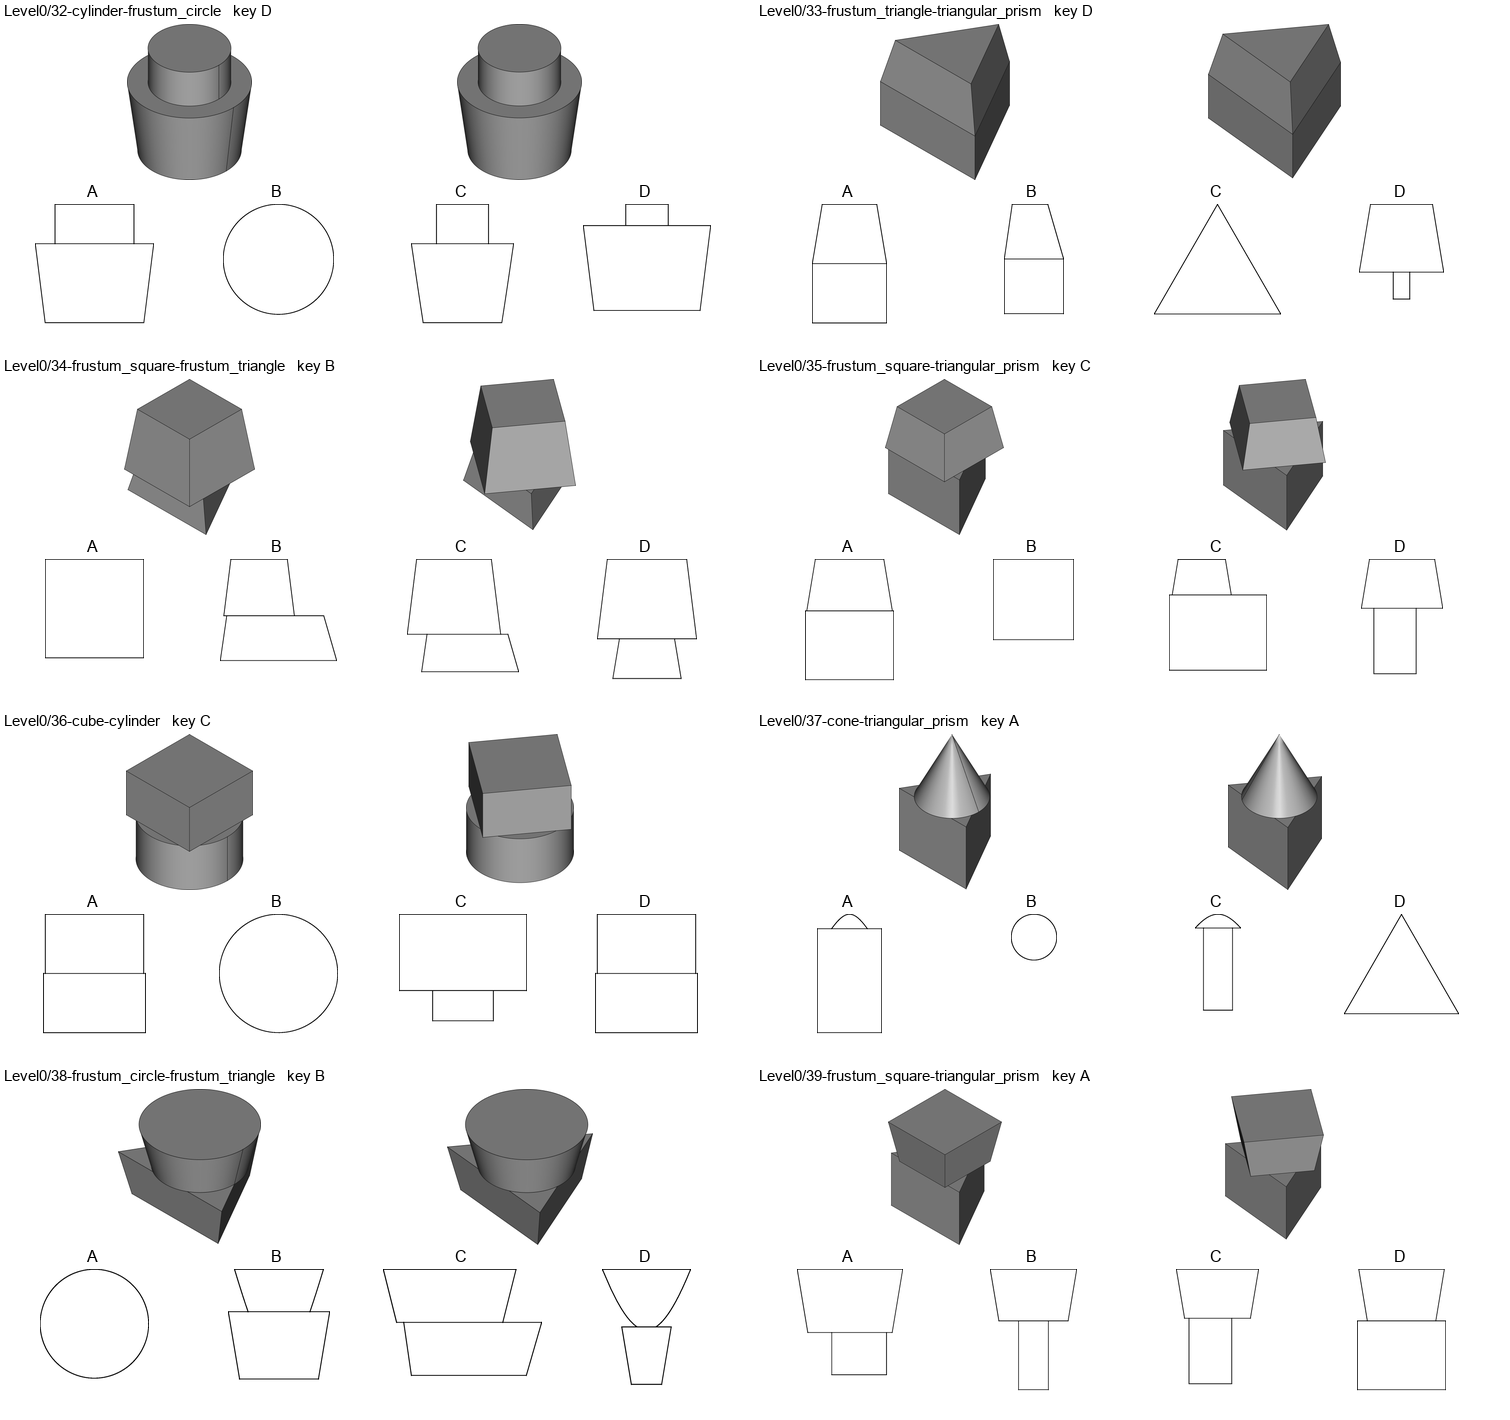 Level0/32-cylinder-frustum_circle key D
A B C D
Level0/33-frustum_triangle-triangular_prism key D
A B C D
Level0/34-frustum_square-frustum_triangle key B
A B C D
Level0/35-frustum_square-triangular_prism key C
A B C D
Level0/36-cube-cylinder key C
A B C D
Level0/37-cone-triangular_prism key A
A B C D
Level0/38-frustum_circle-frustum_triangle key B
A B C D
Level0/39-frustum_square-triangular_prism key A
A B C D